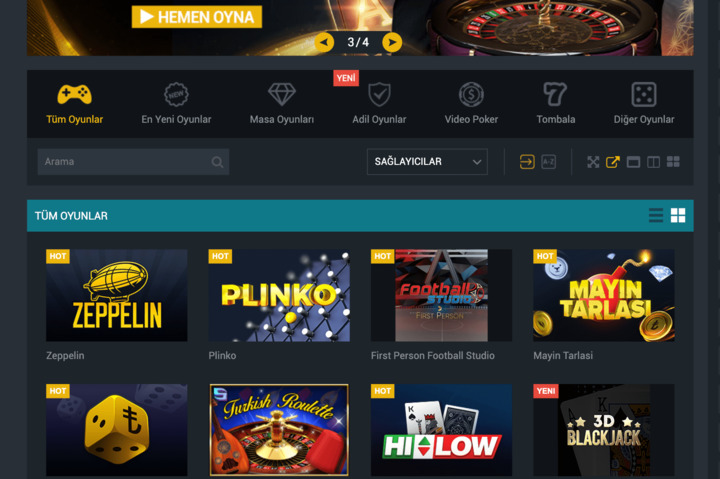 HEMEN OYNA
3/4
YENİ
NEW
Tüm Oyunlar
En Yeni Oyunlar
Masa Oyunları
Adil Oyunlar
Video Poker
Tombala
Diğer Oyunlar
Arama
SAĞLAYICILAR
A-Z
TÜM OYUNLAR
HOT
ZEPPELIN
HOT
PLINKO
HOT
Football
STUDIO
FIRST PERSON
HOT
MAYIN
TARLASI
Zeppelin
Plinko
First Person Football Studio
Mayin Tarlasi
HOT
₺
Turkish Roulette
HOT
K
HI LOW
YENİ
K
3D
BLACKJACK